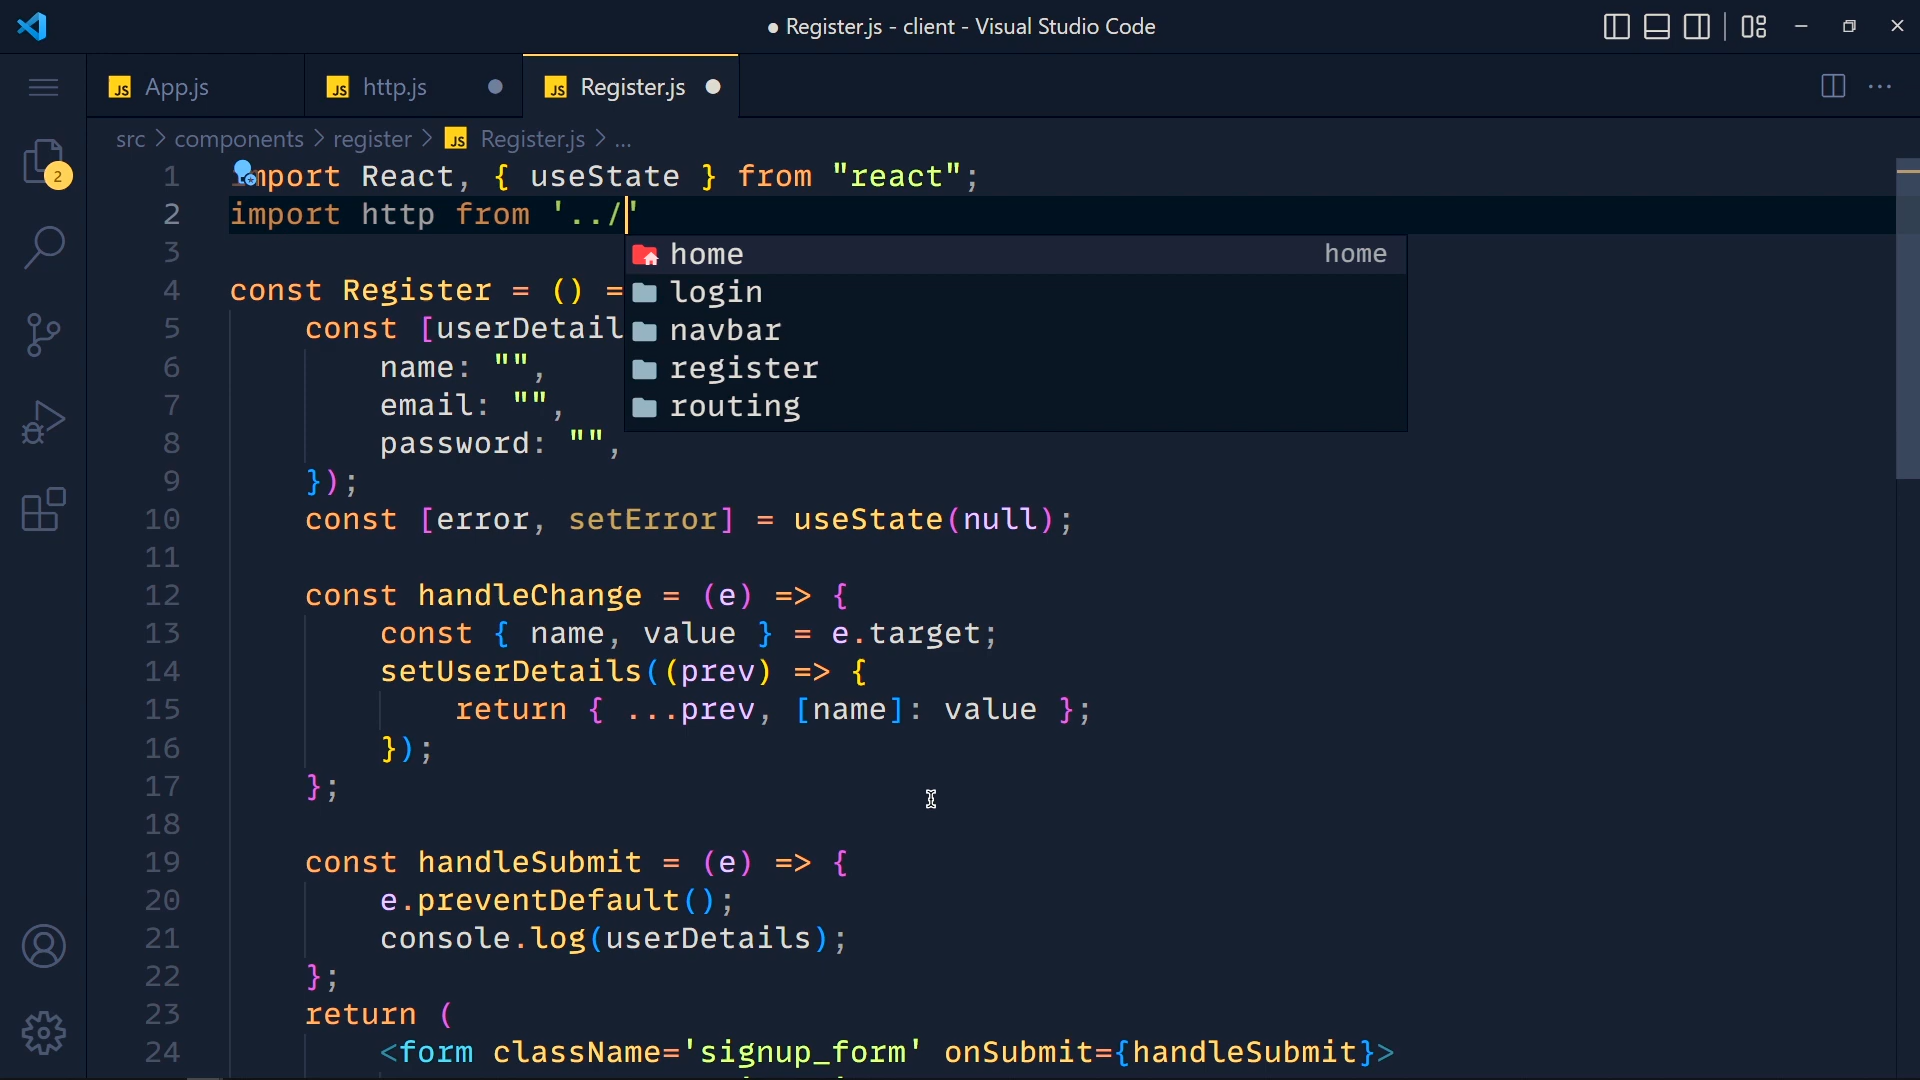 ● Register.js - client - Visual Studio Code
JS App.js
JS http.js ●
JS Register.js ●
src > components > register > JS Register.js > ...
2
1 import React, { useState } from "react";
2 import http from '../'
home home
login
navbar
register
routing
3
4 const Register = () =
5 const [userDetail
6 name: "",
7 email: "",
8 password: "",
9 });
10 const [error, setError] = useState(null);
11
12 const handleChange = (e) => {
13 const { name, value } = e.target;
14 setUserDetails((prev) => {
15 return { ...prev, [name]: value };
16 });
17 };
18
19 const handleSubmit = (e) => {
20 e.preventDefault();
21 console.log(userDetails);
22 };
23 return (
24 <form className='signup_form' onSubmit={handleSubmit}>